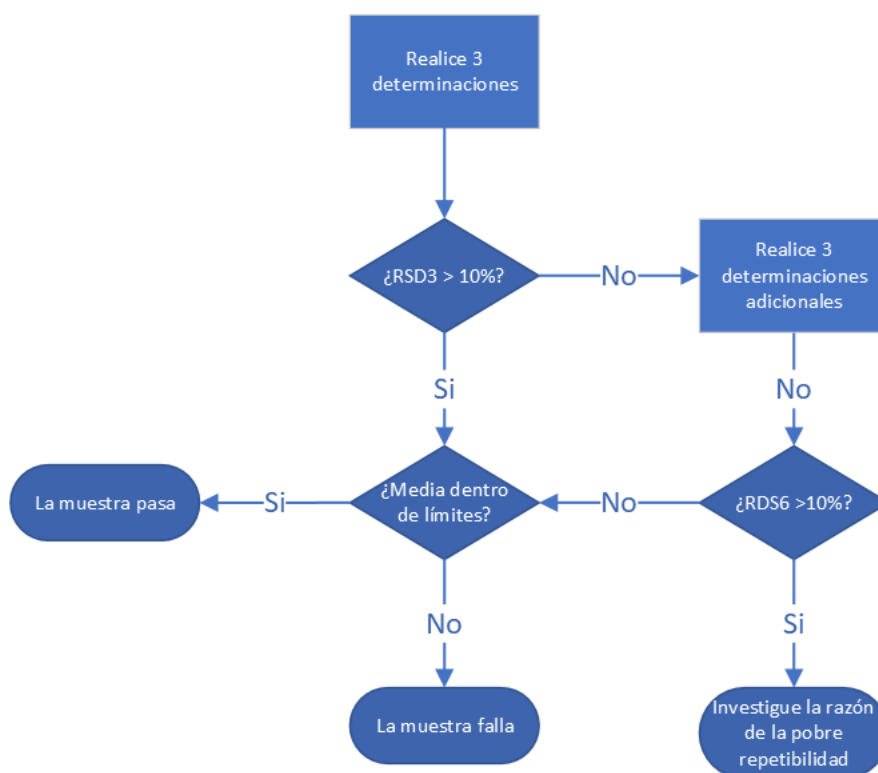 Realice 3
determinaciones
¿RSD3 > 10%?
No
Realice 3
determinaciones
adicionales
Si
No
La muestra pasa
Si
¿Media dentro
de límites?
No
¿RDS6 >10%?
No
Si
La muestra falla
Investigue la razón
de la pobre
repetibilidad